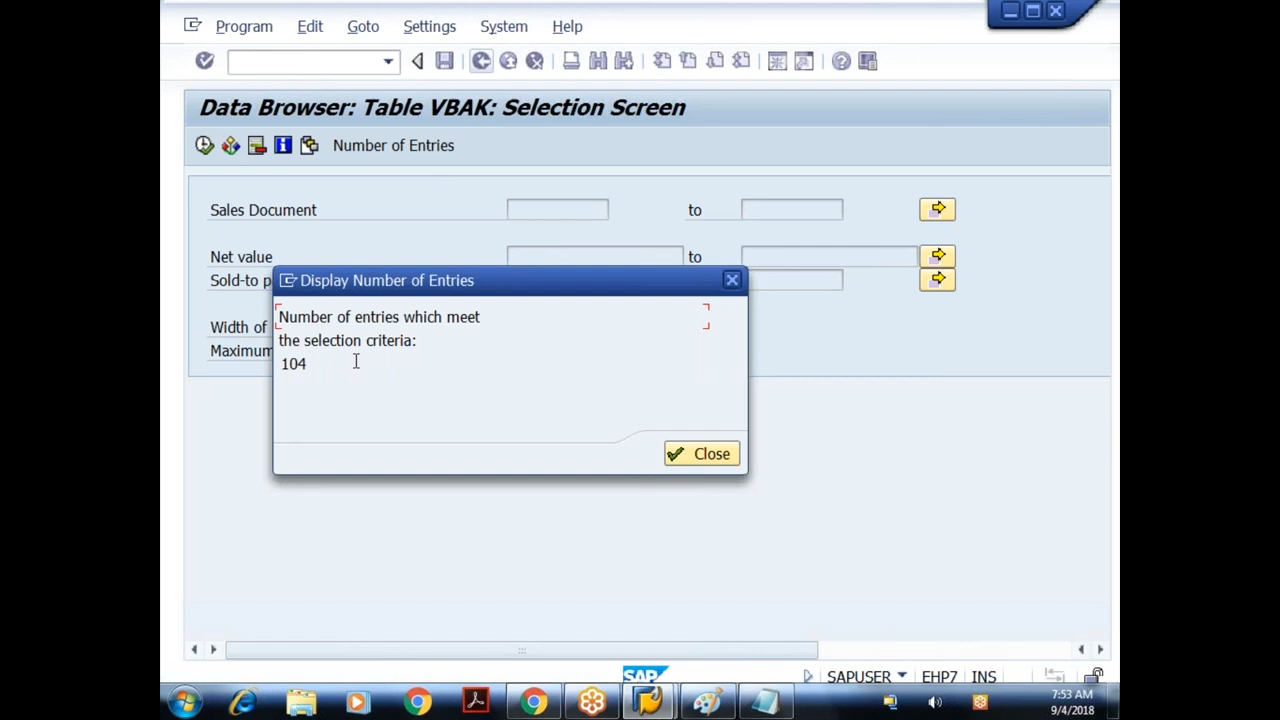 Program Edit Goto Settings System Help
Data Browser: Table VBAK: Selection Screen
Number of Entries
Sales Document to
Net value to
Sold-to p
Width of
Maximum
Display Number of Entries
Number of entries which meet
the selection criteria:
104
Close
SAP
SAPUSER EHP7 INS
7:53 AM
9/4/2018